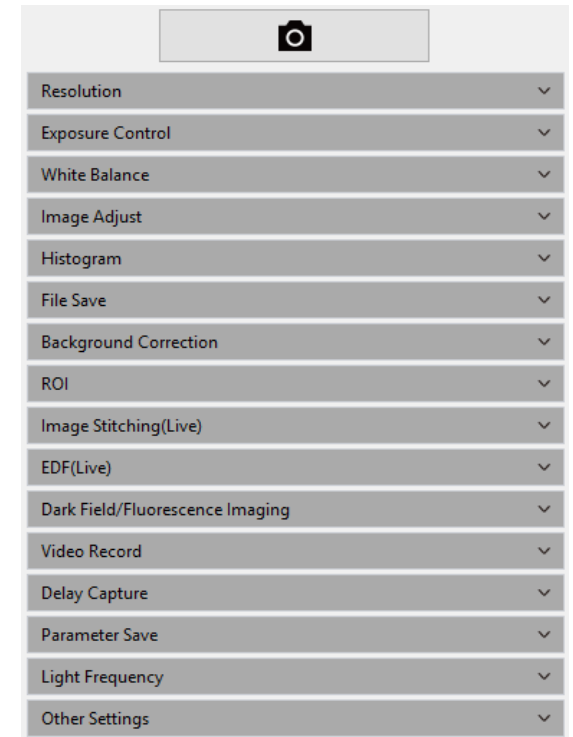 Resolution
Exposure Control
White Balance
Image Adjust
Histogram
File Save
Background Correction
ROI
Image Stitching(Live)
EDF(Live)
Dark Field/Fluorescence Imaging
Video Record
Delay Capture
Parameter Save
Light Frequency
Other Settings